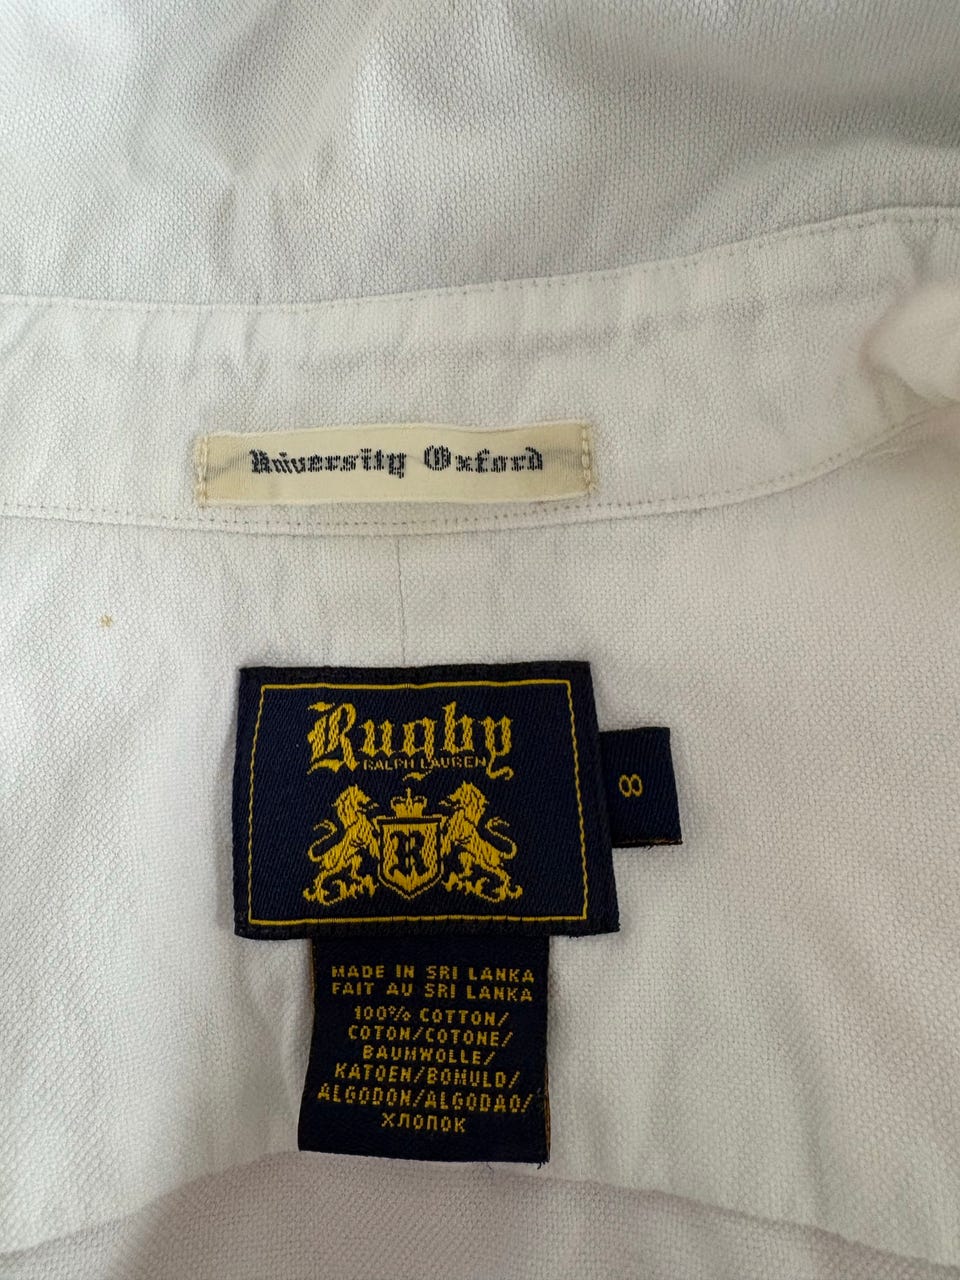 University Oxford
Rugby
RALPH LAUREN
R
8
MADE IN SRI LANKA
FAIT AU SRI LANKA
100% COTTON/
COTON/COTONE/
BAUMWOLLE/
KATOEN/BOMULD/
ALGODON/ALGODAO/
ХЛОПОК